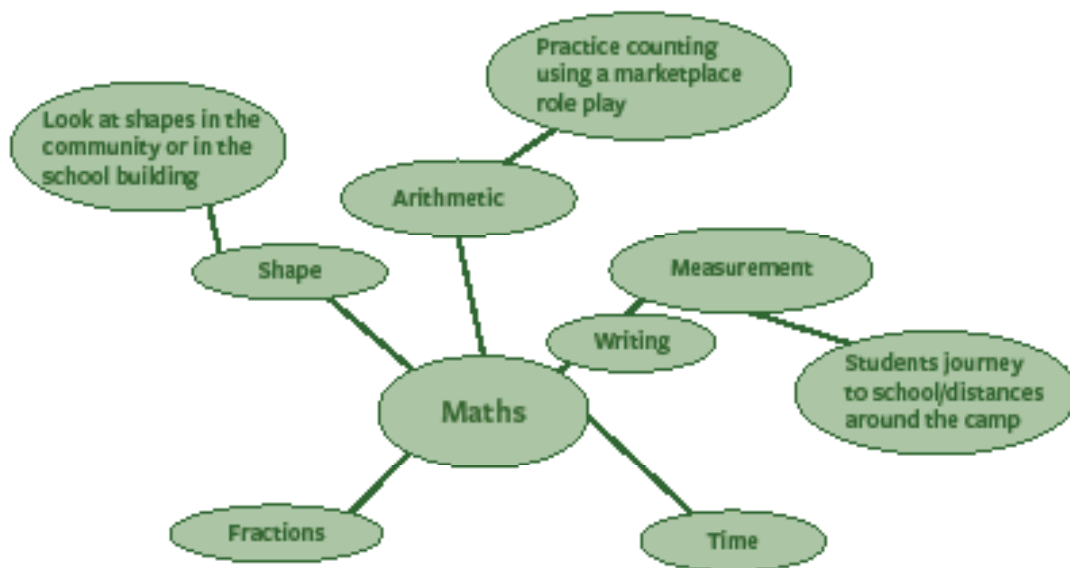 Practice counting
using a marketplace
role play
Look at shapes in the
community or in the
school building
Arithmetic
Shape
Measurement
Writing
Students journey
to school/distances
around the camp
Maths
Fractions
Time